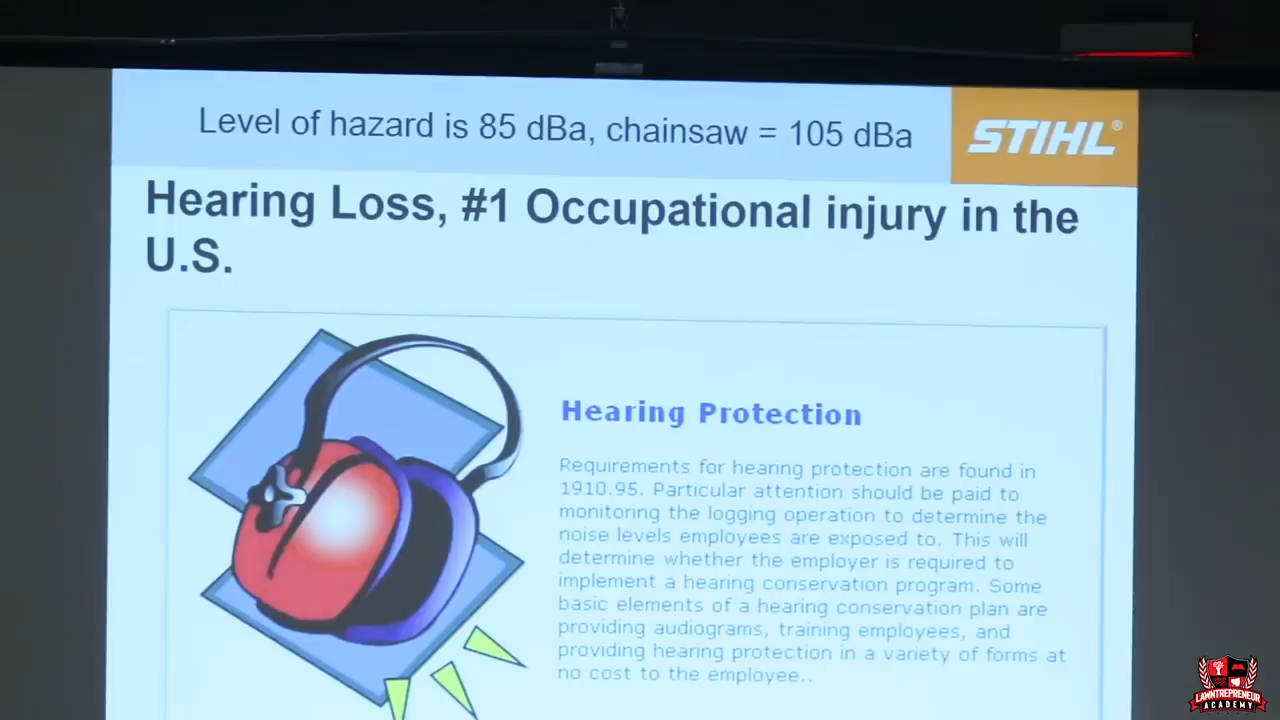 Level of hazard is 85 dBa, chainsaw = 105 dBa
STIHL®
Hearing Loss, #1 Occupational injury in the
U.S.
Hearing Protection
Requirements for hearing protection are found in
1910.95. Particular attention should be paid to
monitoring the logging operation to determine the
noise levels employees are exposed to. This will
determine whether the employer is required to
implement a hearing conservation program. Some
basic elements of a hearing conservation plan are
providing audiograms, training employees, and
providing hearing protection in a variety of forms at
no cost to the employee..
LAWNTREPRENEUR
ACADEMY